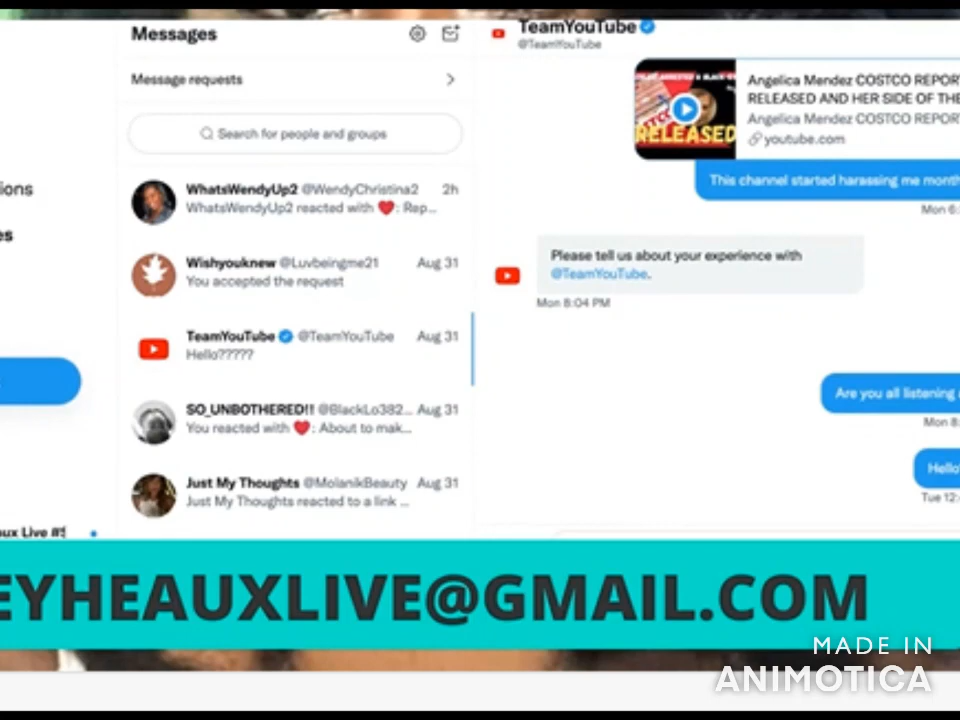 Messages
Message requests
Search for people and groups
WhatsWendyUp2 @WendyChristina2 2h
WhatsWendyUp2 reacted with ❤️: Rep...
Wishyouknew @Luvbeingme21 Aug 31
You accepted the request
TeamYouTube @TeamYouTube Aug 31
Hello?????
SO_UNBOTHERED!! @BlackLo382... Aug 31
You reacted with ❤️: About to mak...
Just My Thoughts @MolanikBeauty Aug 31
Just My Thoughts reacted to a link ...
ions
es
aux Live #5
TeamYouTube
@TeamYouTube
RELEASED
Angelica Mendez COSTCO REPOR
RELEASED AND HER SIDE OF THE
Angelica Mendez COSTCO REPOR
youtube.com
This channel started harassing me month
Mon 6:
Please tell us about your experience with
@TeamYouTube.
Mon 8:04 PM
Are you all listening
Mon 8:
Hello
Tue 12:
EYHEAUXLIVE@GMAIL.COM
MADE IN
ANIMOTICA